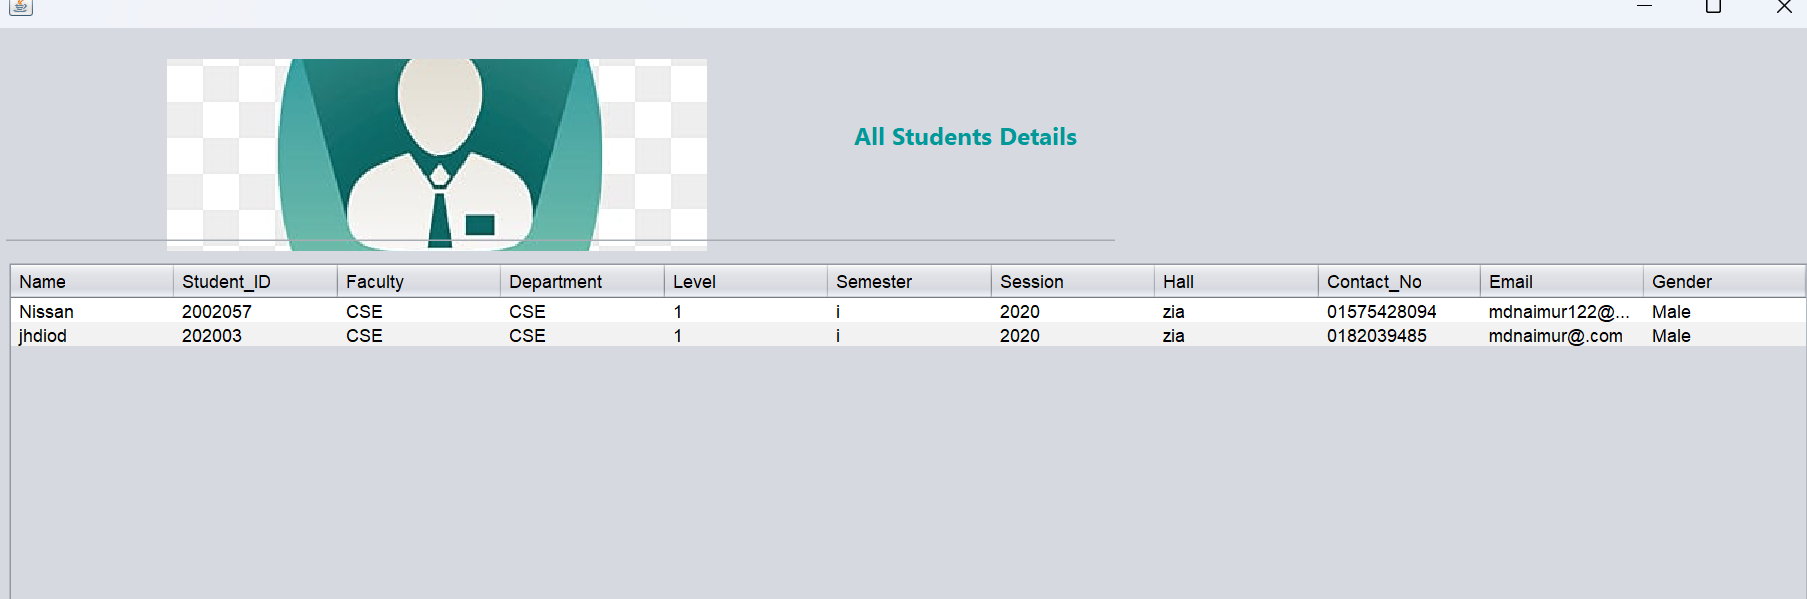 All Students Details
Name Student_ID Faculty Department Level Semester Session Hall Contact_No Email Gender
Nissan 2002057 CSE CSE 1 i 2020 zia 01575428094 mdnaimur122@... Male
jhdiod 202003 CSE CSE 1 i 2020 zia 0182039485 mdnaimur@.com Male